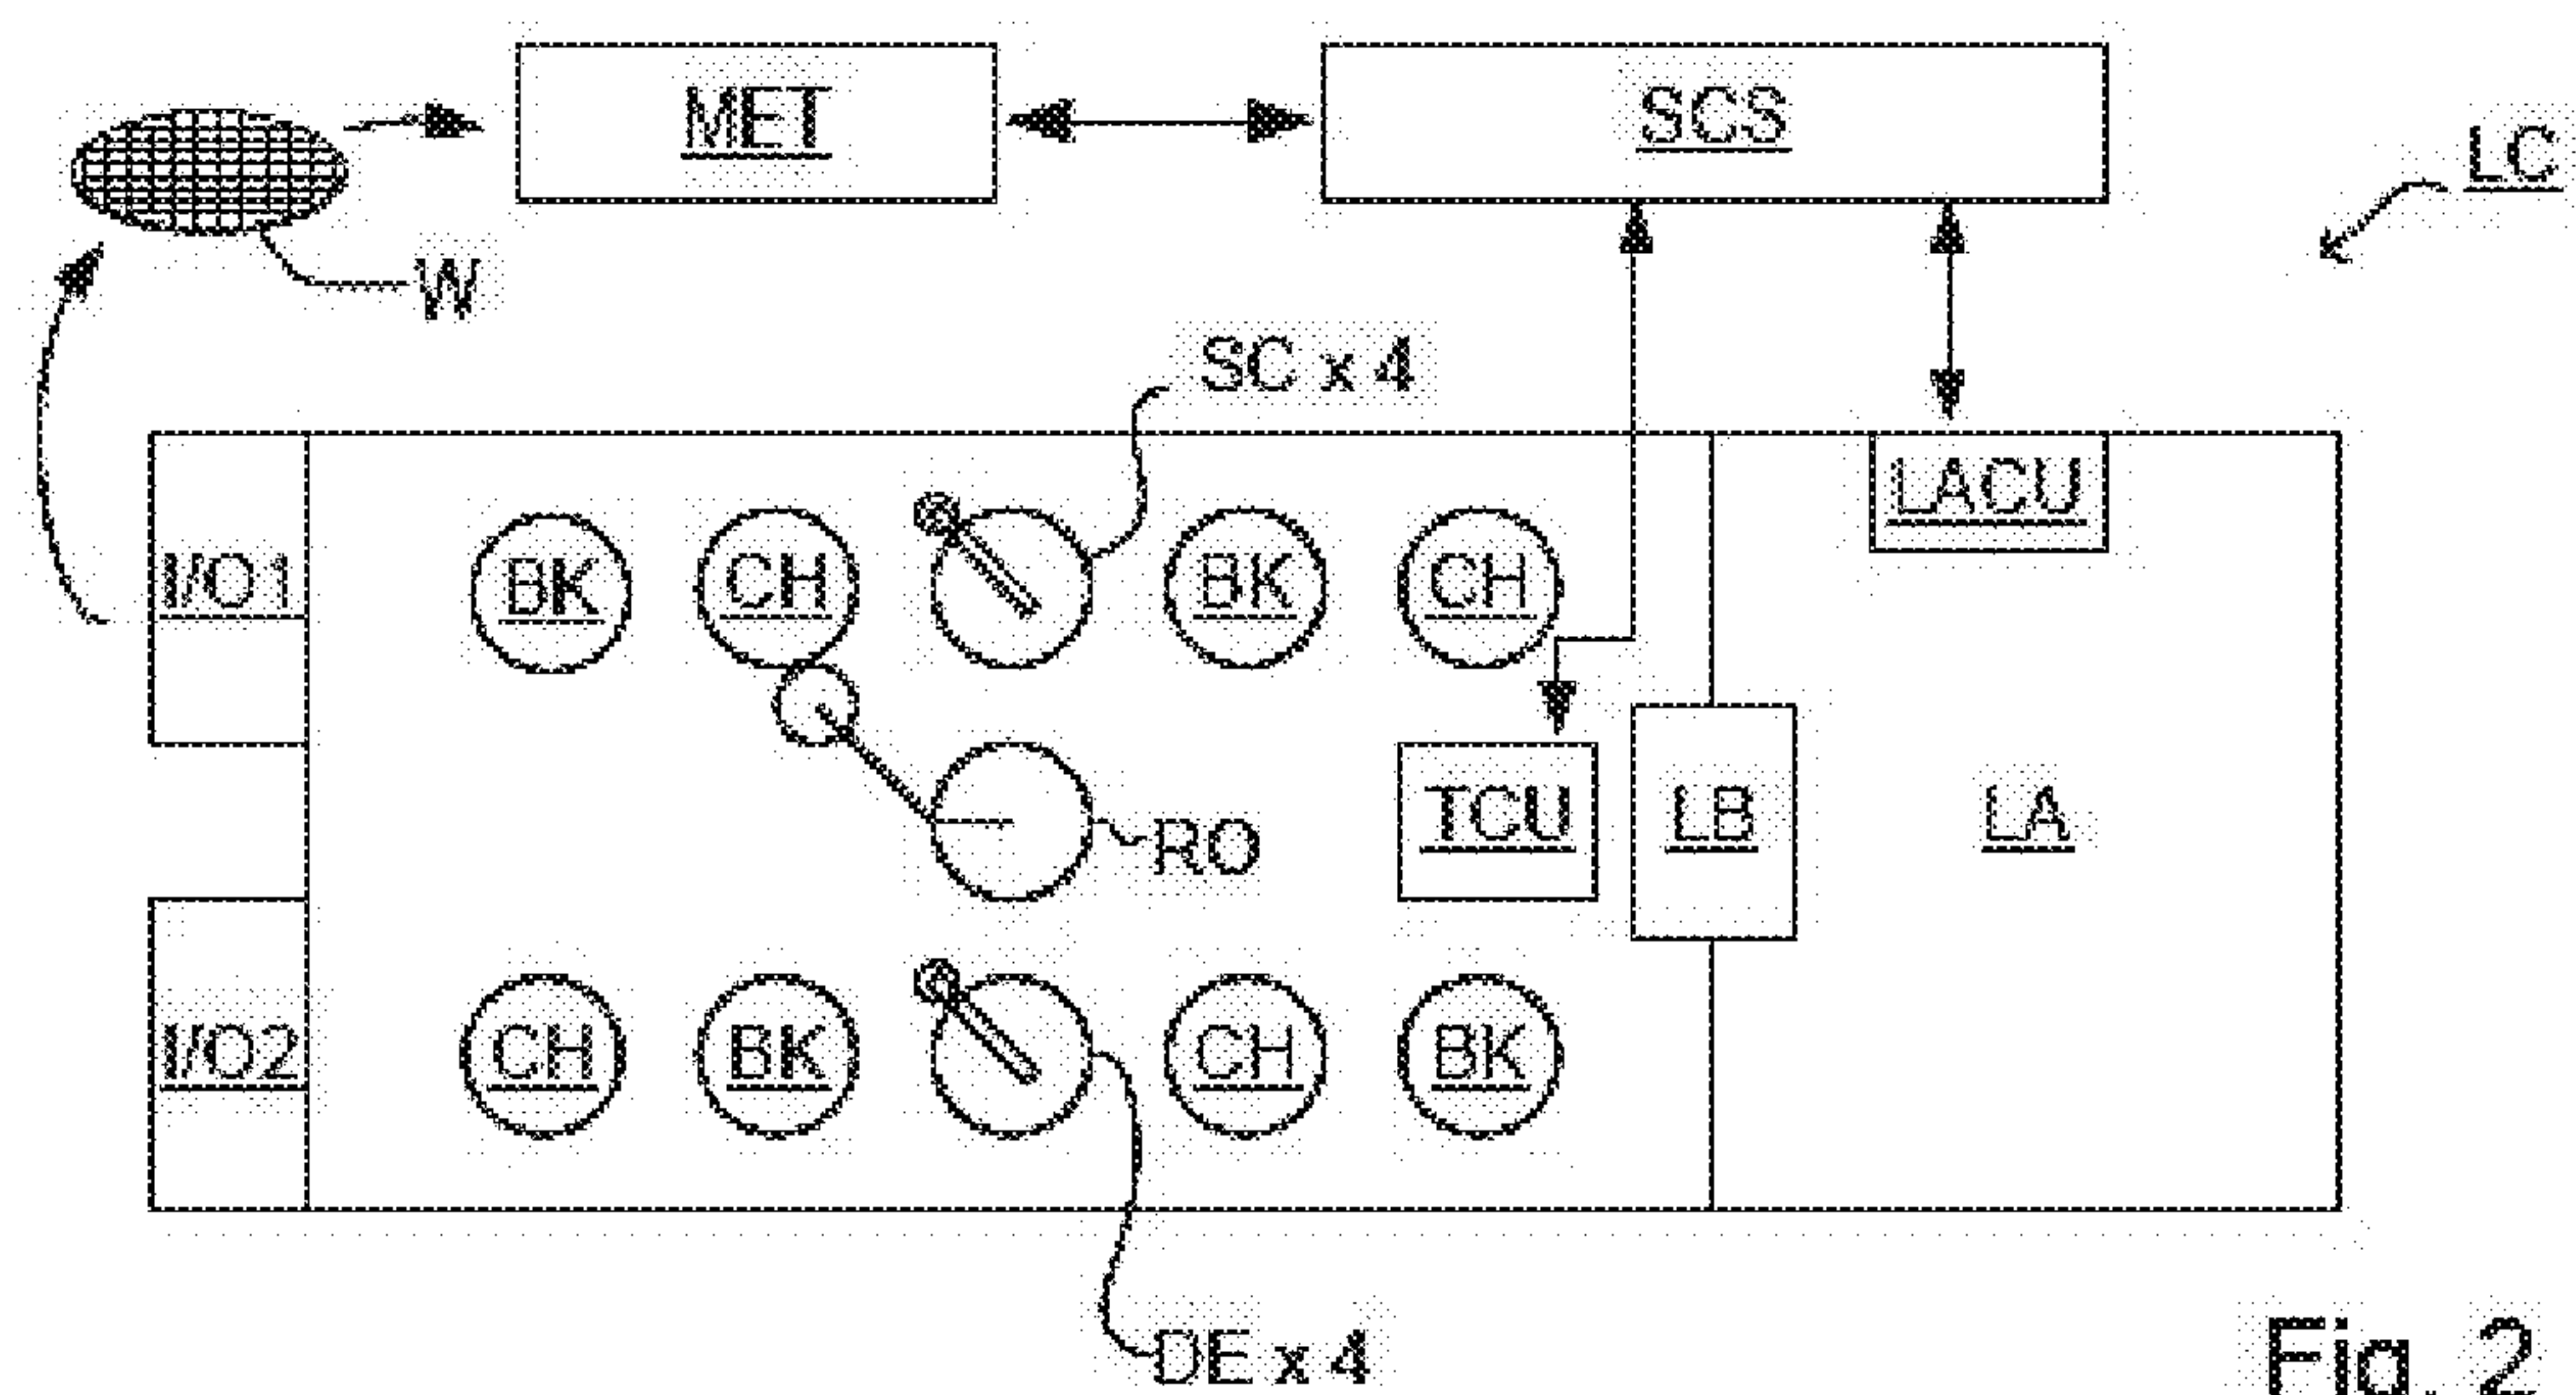 MET
SCS
LC
W
SC x 4
LACU
I/O1
BK
CH
BK
CH
RO
TCU
LB
LA
I/O2
CH
BK
CH
BK
DE x 4
Fig. 2